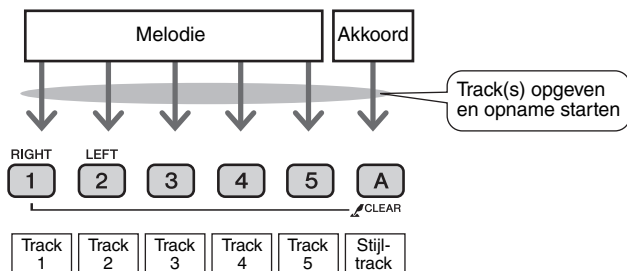 Melodie
Akkoord
Track(s) opgeven
en opname starten
RIGHT
LEFT
1
2
3
4
5
A
CLEAR
Track
1
Track
2
Track
3
Track
4
Track
5
Stijl-
track